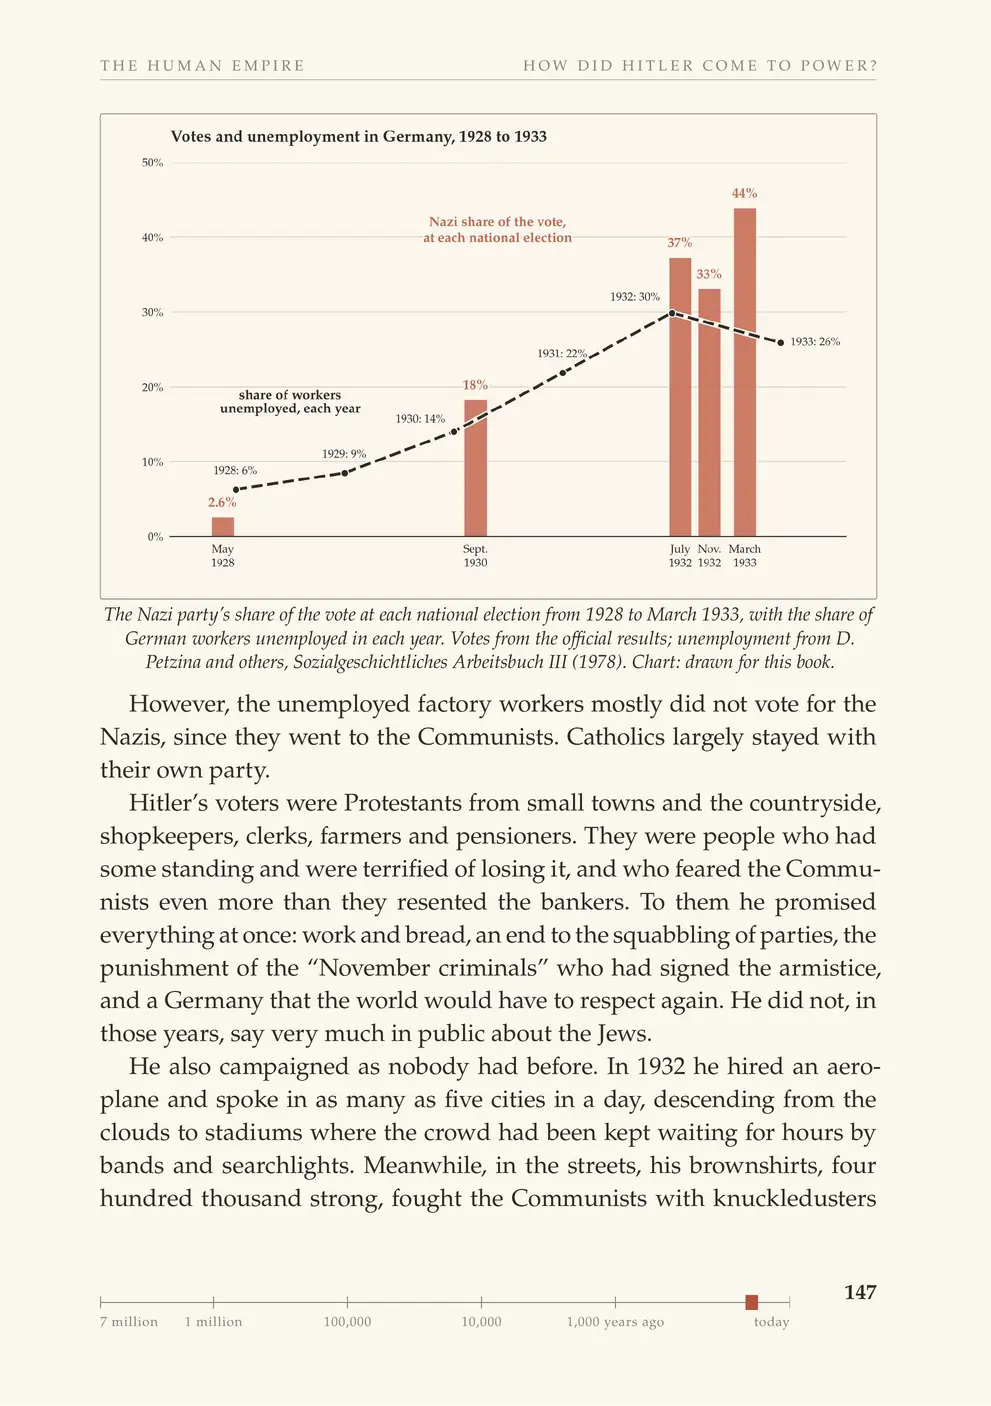 THE HUMAN EMPIRE
HOW DID HITLER COME TO POWER?
Votes and unemployment in Germany, 1928 to 1933
50%
40%
30%
20%
10%
0%
Nazi share of the vote,
at each national election
share of workers
unemployed, each year
2.6%
18%
37%
33%
44%
1928: 6%
1929: 9%
1930: 14%
1931: 22%
1932: 30%
1933: 26%
May
1928
Sept.
1930
July
1932
Nov.
1932
March
1933
The Nazi party’s share of the vote at each national election from 1928 to March 1933, with the share of
German workers unemployed in each year. Votes from the official results; unemployment from D.
Petzina and others, Sozialgeschichtliches Arbeitsbuch III (1978). Chart: drawn for this book.
However, the unemployed factory workers mostly did not vote for the
Nazis, since they went to the Communists. Catholics largely stayed with
their own party.
Hitler’s voters were Protestants from small towns and the countryside,
shopkeepers, clerks, farmers and pensioners. They were people who had
some standing and were terrified of losing it, and who feared the Commu-
nists even more than they resented the bankers. To them he promised
everything at once: work and bread, an end to the squabbling of parties, the
punishment of the “November criminals” who had signed the armistice,
and a Germany that the world would have to respect again. He did not, in
those years, say very much in public about the Jews.
He also campaigned as nobody had before. In 1932 he hired an aero-
plane and spoke in as many as five cities in a day, descending from the
clouds to stadiums where the crowd had been kept waiting for hours by
bands and searchlights. Meanwhile, in the streets, his brownshirts, four
hundred thousand strong, fought the Communists with knuckledusters
147
7 million
1 million
100,000
10,000
1,000 years ago
today